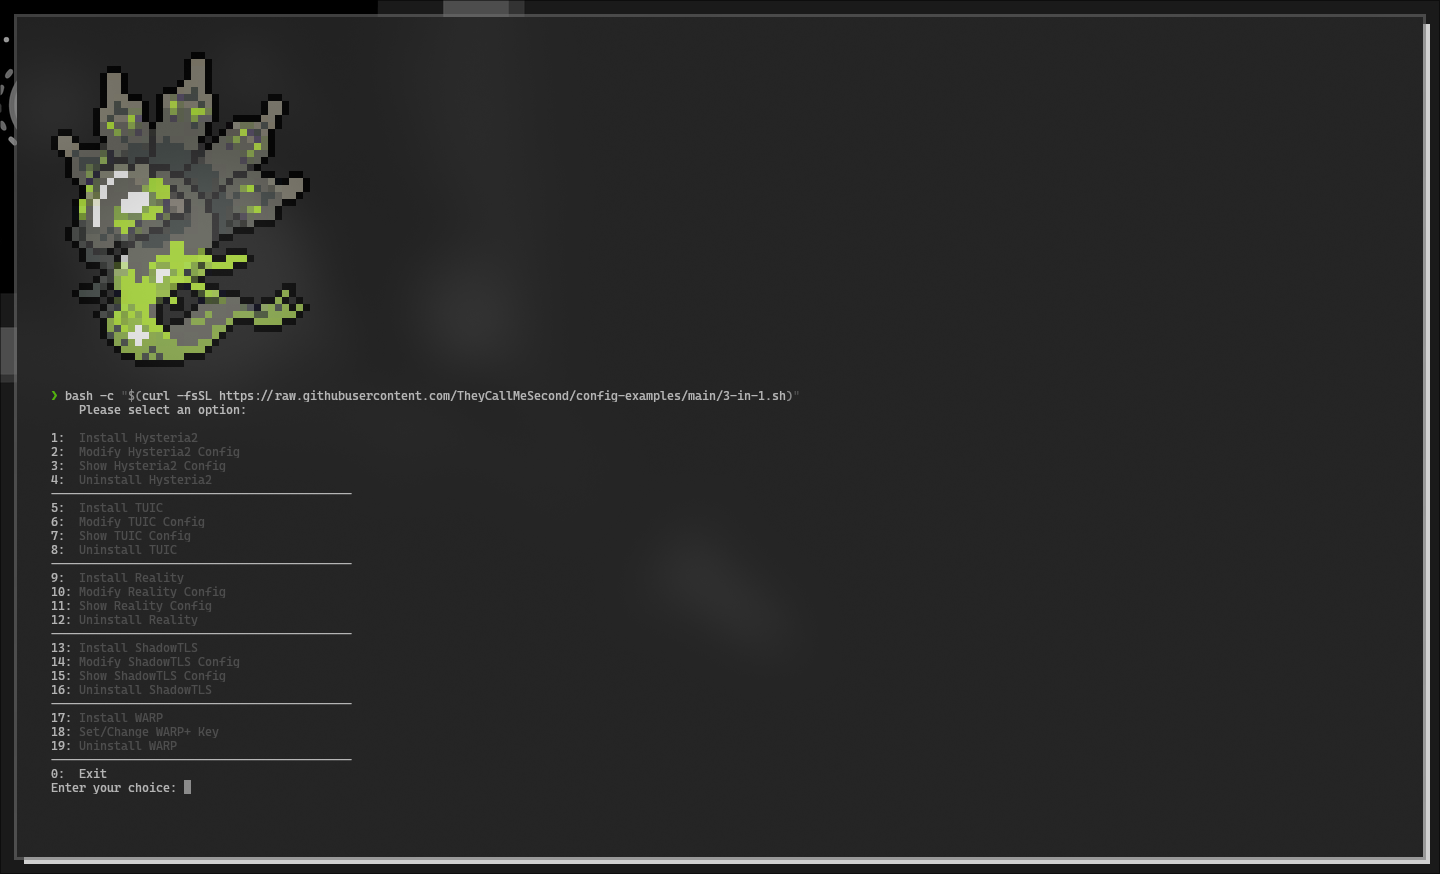 ❯ bash -c "$(curl -fsSL https://raw.githubusercontent.com/TheyCallMeSecond/config-examples/main/3-in-1.sh)"
Please select an option:
1: Install Hysteria2
2: Modify Hysteria2 Config
3: Show Hysteria2 Config
4: Uninstall Hysteria2
5: Install TUIC
6: Modify TUIC Config
7: Show TUIC Config
8: Uninstall TUIC
9: Install Reality
10: Modify Reality Config
11: Show Reality Config
12: Uninstall Reality
13: Install ShadowTLS
14: Modify ShadowTLS Config
15: Show ShadowTLS Config
16: Uninstall ShadowTLS
17: Install WARP
18: Set/Change WARP+ Key
19: Uninstall WARP
0: Exit
Enter your choice: